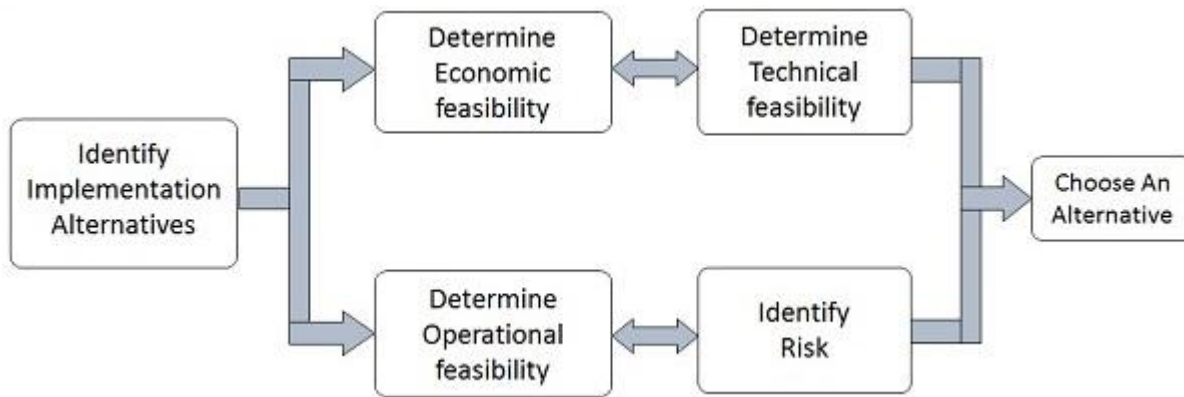 Identify
Implementation
Alternatives
Determine
Economic
feasibility
Determine
Technical
feasibility
Determine
Operational
feasibility
Identify
Risk
Choose An
Alternative